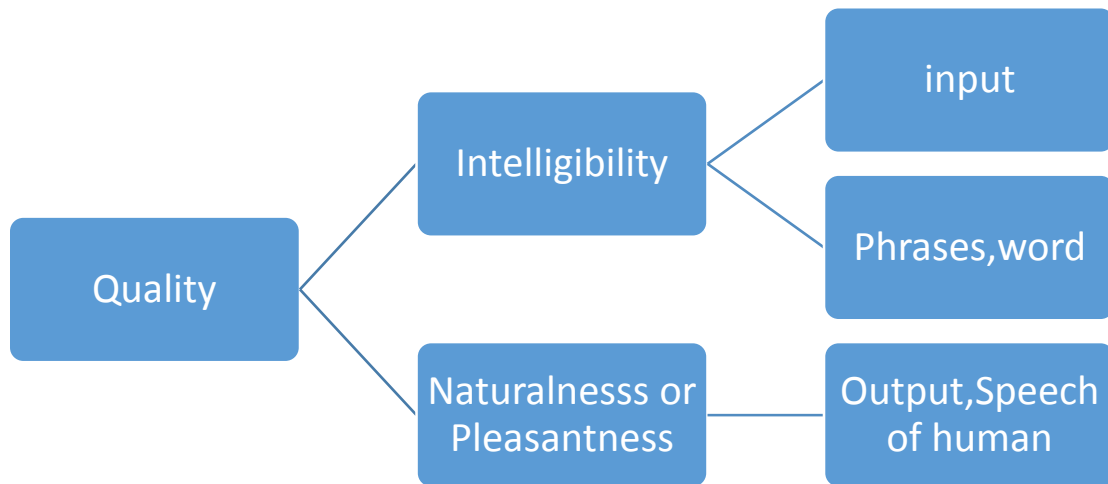 input
Intelligibility
Phrases,word
Quality
Naturalnesss or
Pleasantness
Output,Speech
of human